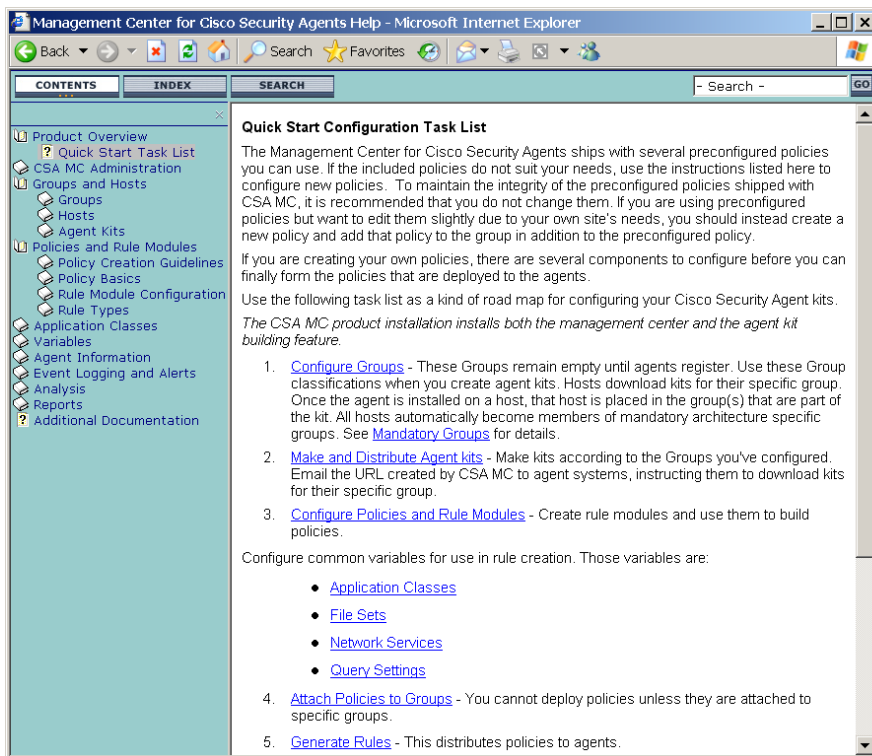 Management Center for Cisco Security Agents Help - Microsoft Internet Explorer
Back Search Favorites
CONTENTS INDEX SEARCH - Search - GO
Product Overview
Quick Start Task List
CSA MC Administration
Groups and Hosts
Groups
Hosts
Agent Kits
Policies and Rule Modules
Policy Creation Guidelines
Policy Basics
Rule Module Configuration
Rule Types
Application Classes
Variables
Agent Information
Event Logging and Alerts
Analysis
Reports
Additional Documentation
Quick Start Configuration Task List
The Management Center for Cisco Security Agents ships with several preconfigured policies
you can use. If the included policies do not suit your needs, use the instructions listed here to
configure new policies. To maintain the integrity of the preconfigured policies shipped with
CSA MC, it is recommended that you do not change them. If you are using preconfigured
policies but want to edit them slightly due to your own site's needs, you should instead create a
new policy and add that policy to the group in addition to the preconfigured policy.
If you are creating your own policies, there are several components to configure before you can
finally form the policies that are deployed to the agents.
Use the following task list as a kind of road map for configuring your Cisco Security Agent kits.
The CSA MC product installation installs both the management center and the agent kit
building feature.
1. Configure Groups - These Groups remain empty until agents register. Use these Group
classifications when you create agent kits. Hosts download kits for their specific group.
Once the agent is installed on a host, that host is placed in the group(s) that are part of
the kit. All hosts automatically become members of mandatory architecture specific
groups. See Mandatory Groups for details.
2. Make and Distribute Agent kits - Make kits according to the Groups you've configured.
Email the URL created by CSA MC to agent systems, instructing them to download kits
for their specific group.
3. Configure Policies and Rule Modules - Create rule modules and use them to build
policies.
Configure common variables for use in rule creation. Those variables are:
• Application Classes
• File Sets
• Network Services
• Query Settings
4. Attach Policies to Groups - You cannot deploy policies unless they are attached to
specific groups.
5. Generate Rules - This distributes policies to agents.